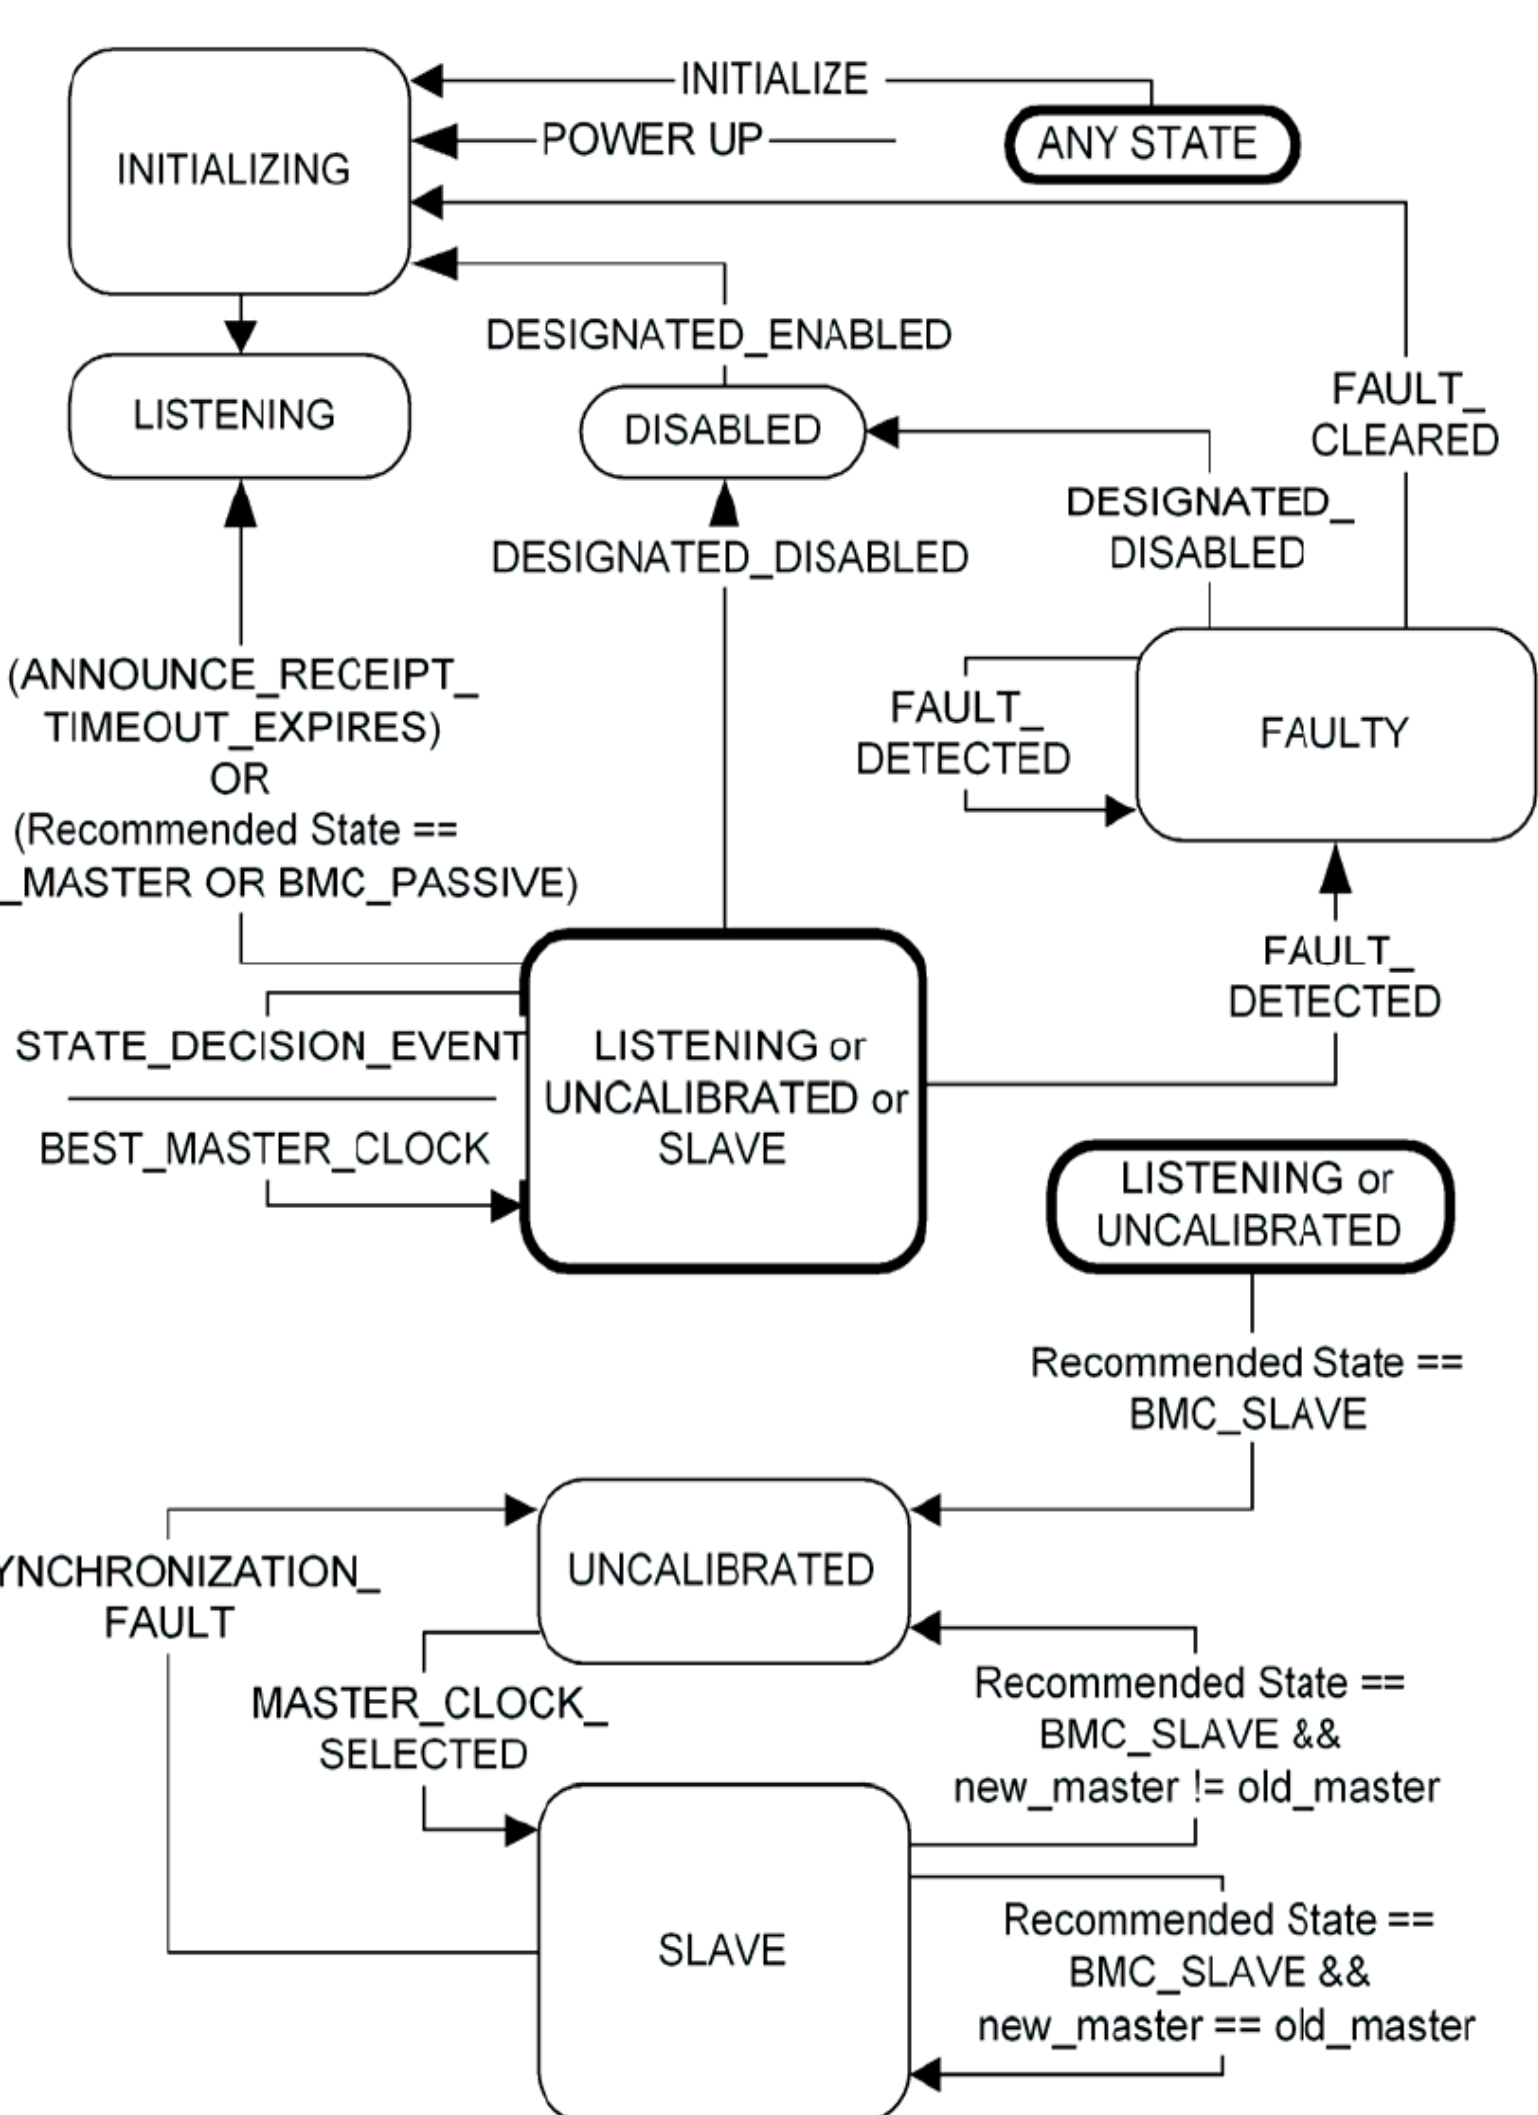 INITIALIZE
POWER UP
ANY STATE
INITIALIZING
DESIGNATED_ENABLED
LISTENING
DISABLED
FAULT_
CLEARED
DESIGNATED_
DISABLED
DESIGNATED_DISABLED
(ANNOUNCE_RECEIPT_
TIMEOUT_EXPIRES)
OR
(Recommended State ==
_MASTER OR BMC_PASSIVE)
FAULT_
DETECTED
FAULTY
FAULT_
DETECTED
STATE_DECISION_EVENT
BEST_MASTER_CLOCK
LISTENING or
UNCALIBRATED or
SLAVE
LISTENING or
UNCALIBRATED
Recommended State ==
BMC_SLAVE
UNCALIBRATED
YNCHRONIZATION_
FAULT
MASTER_CLOCK_
SELECTED
Recommended State ==
BMC_SLAVE &&
new_master != old_master
SLAVE
Recommended State ==
BMC_SLAVE &&
new_master == old_master